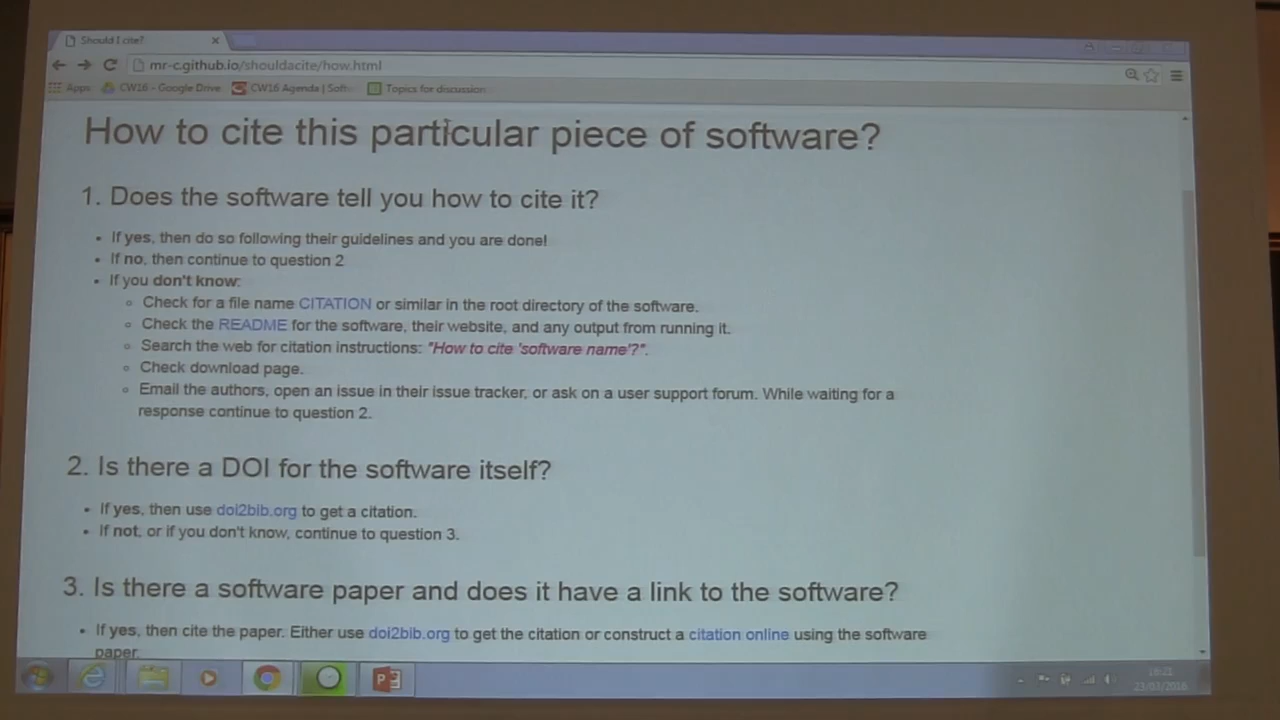 Should I cite?
mr-c.github.io/shouldacite/how.html
Apps CW16 - Google Drive CW16 Agenda | Soft Topics for discussion
How to cite this particular piece of software?
1. Does the software tell you how to cite it?
• If yes, then do so following their guidelines and you are done!
• If no, then continue to question 2
• If you don't know:
◦ Check for a file name CITATION or similar in the root directory of the software.
◦ Check the README for the software, their website, and any output from running it.
◦ Search the web for citation instructions: "How to cite 'software name'?".
◦ Check download page.
◦ Email the authors, open an issue in their issue tracker, or ask on a user support forum. While waiting for a
response continue to question 2.
2. Is there a DOI for the software itself?
• If yes, then use doi2bib.org to get a citation.
• If not, or if you don't know, continue to question 3.
3. Is there a software paper and does it have a link to the software?
• If yes, then cite the paper. Either use doi2bib.org to get the citation or construct a citation online using the software
paper.
16:21
23/03/2016